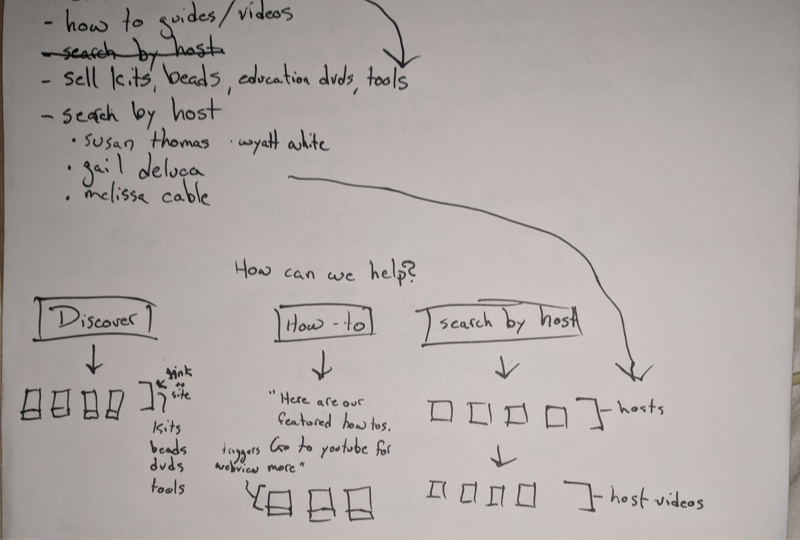 - how to guides/videos
- search by host
- sell kits, beads, education dvds, tools
- search by host
• susan thomas • wyatt white
• gail deluca
• melissa cable
How can we help?
Discover
How-to
search by host
link
to
site
kits
beads
dvds
tools
"Here are our
featured how tos.
Go to youtube for
more"
triggers
webview
- hosts
- host videos